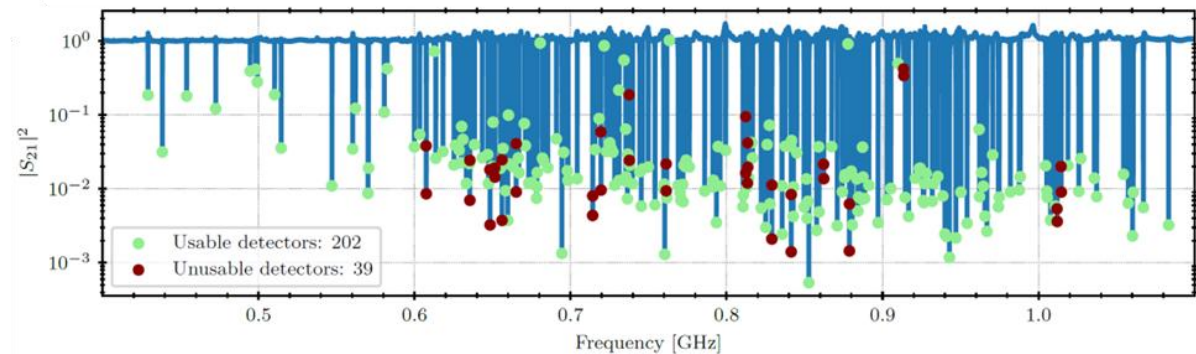 10⁰
10⁻¹
10⁻²
10⁻³
|S₂₁|²
Usable detectors: 202
Unusable detectors: 39
0.5 0.6 0.7 0.8 0.9 1.0
Frequency [GHz]